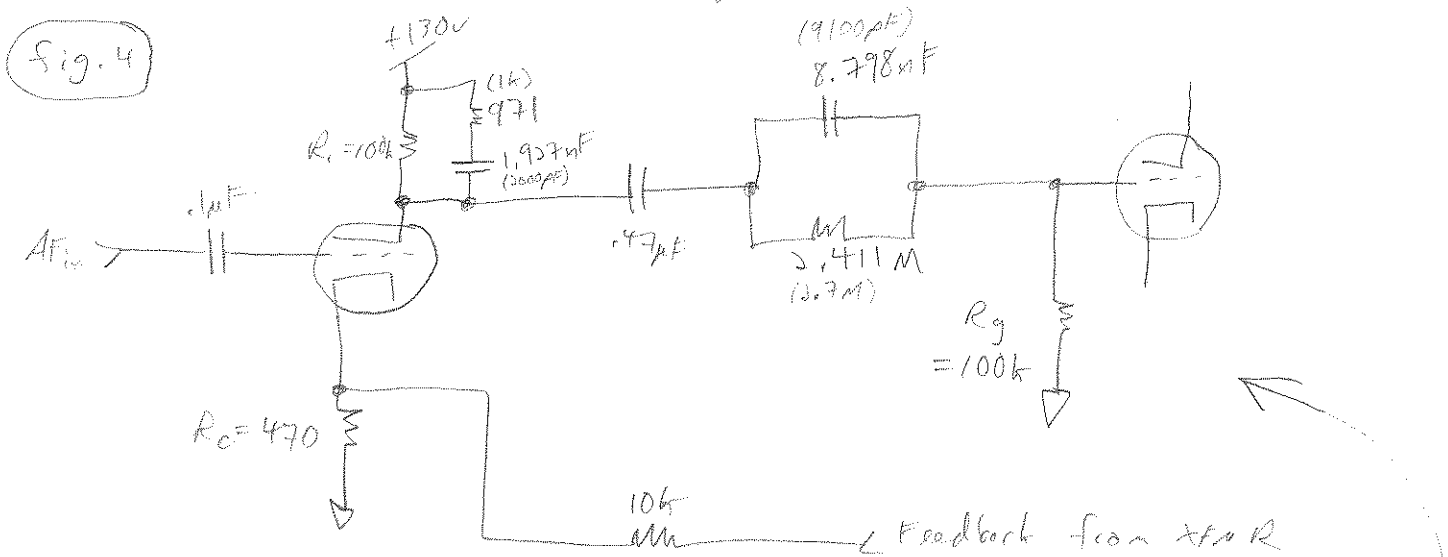 fig. 4
+130v
(1k)
971
R₁ = 100k
1.927nF
(2000pF)
.1µF
AFin
.47µF
(9100pF)
8.798nF
2.411M
(2.7M)
Rg
=100k
Rc = 470
10k
Feedback from XFMR